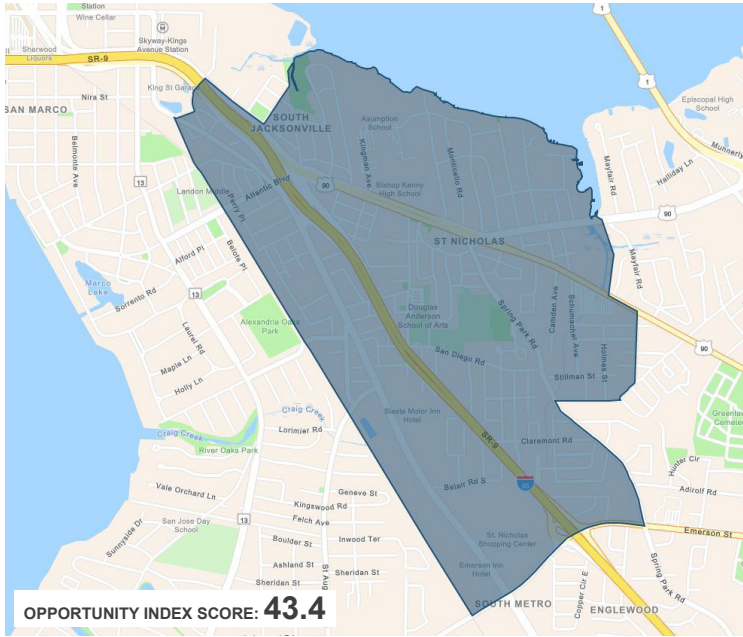 Station
Wine Cellar
Skyway-Kings
Avenue Station
Sherwood
Liquors
SR-9
1
King St Garage
Nira St
SAN MARCO
SOUTH
JACKSONVILLE
Assumption
School
1
Episcopal High
School
Munnerly
Belmonte Ave
Kingman Ave
Monticello Rd
Mayfair Rd
Halliday Ln
13
Landon Middle
Atlantic Blvd
90
Bishop Kenny
High School
Perry Pl
90
ST NICHOLAS
Alford Pl
Belote Pl
Mayfair Rd
Marco
Lake
Sorrento Rd
13
Douglas
Anderson
School of Arts
Spring Park Rd
Camden Ave
Schumacher Ave
Holmes St
Alexandria Oaks
Park
Laurel Rd
90
San Diego Rd
Maple Ln
Stillman St
Holly Ln
Craig Creek
Siesta Motor Inn
Hotel
Greenlawn
Cemetery
Lorimier Rd
Craig Creek
River Oaks Park
SR-9
Claremont Rd
Hunter Cir
Vale Orchard Ln
Geneve St
Belair Rd S
95
Adirolf Rd
Kingswood Rd
San Jose Day
School
13
Felch Ave
Emerson St
Sunnyside Dr
Boulder St
Inwood Ter
St. Nicholas
Shopping Center
Ashland St
Sheridan St
Emerson Inn
Hotel
Sheridan St
St Aug
Copper Cir E
Spring Park Rd
SOUTH METRO
ENGLEWOOD
OPPORTUNITY INDEX SCORE: 43.4